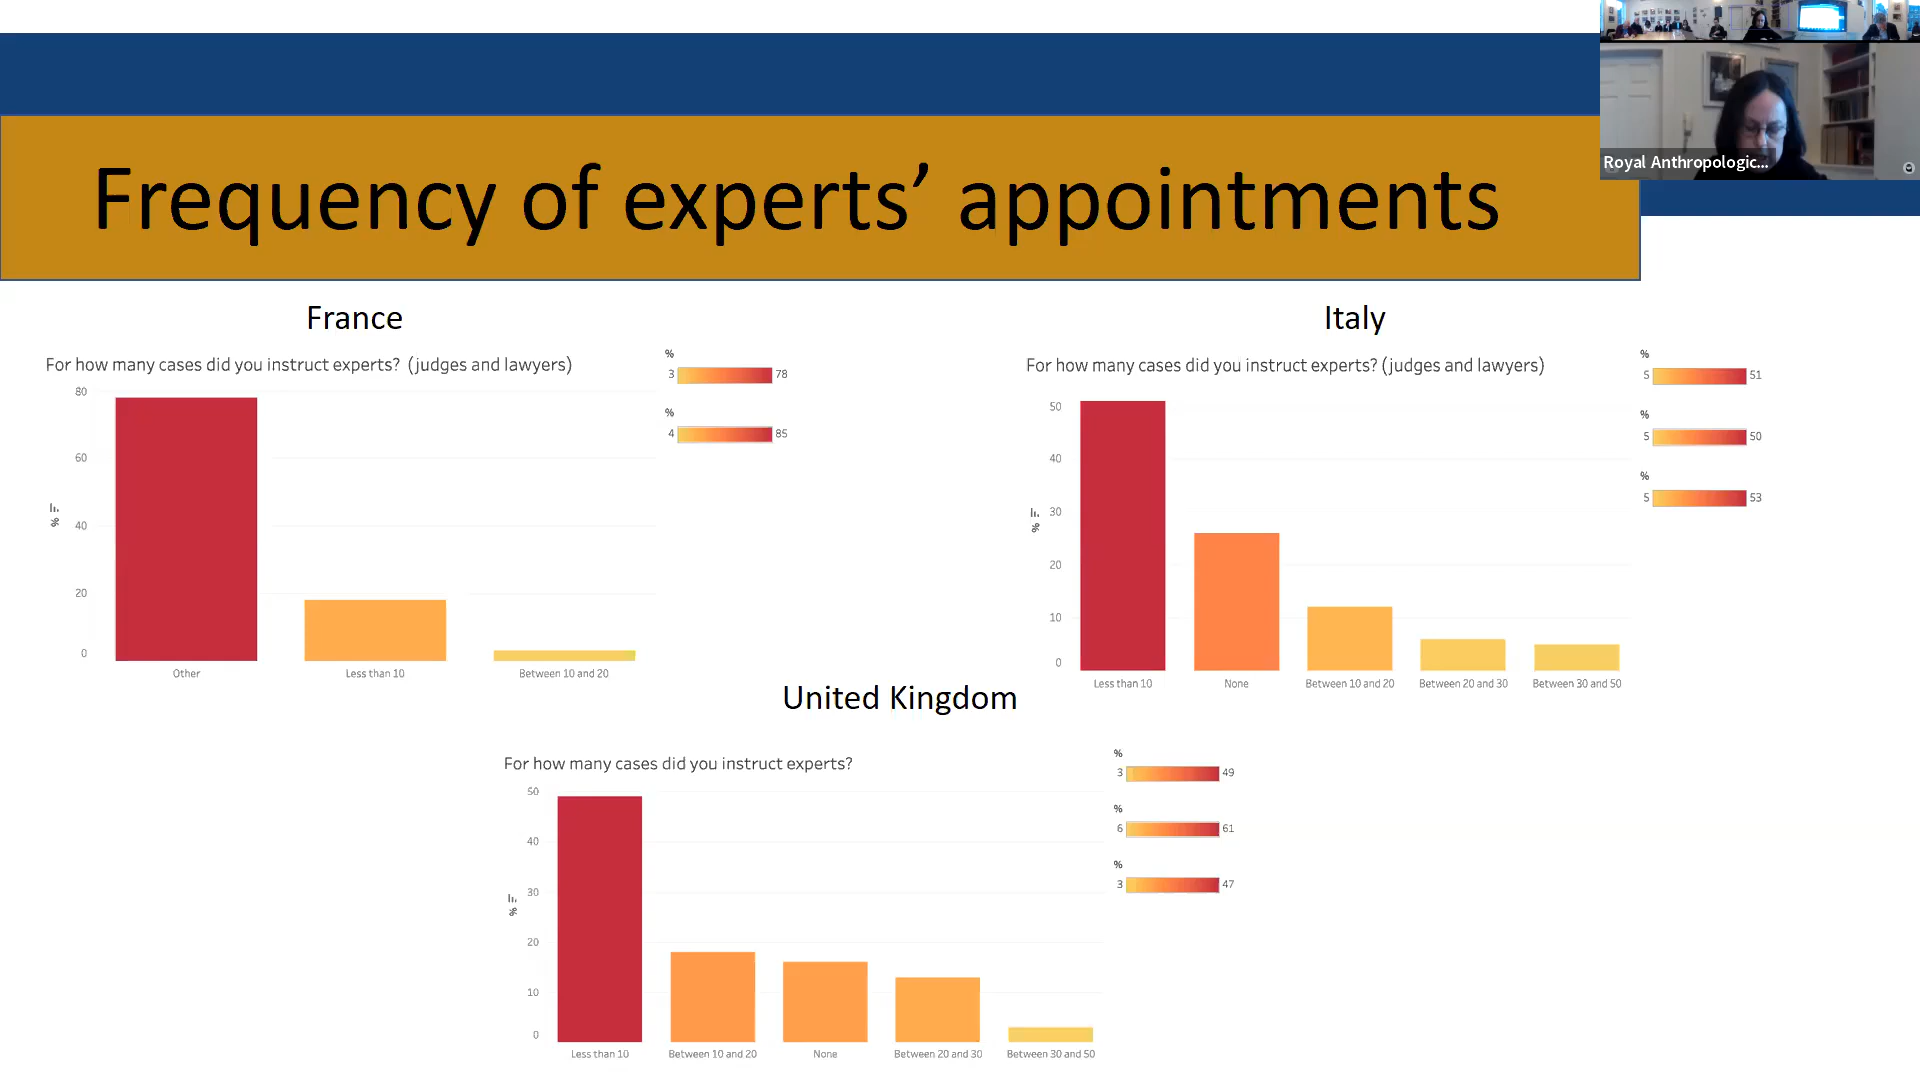 Royal Anthropologic...
Frequency of experts’ appointments
France
For how many cases did you instruct experts? (judges and lawyers)
80
60
40
20
0
%
Other
Less than 10
Between 10 and 20
%
3 78
%
4 85
Italy
For how many cases did you instruct experts? (judges and lawyers)
50
40
30
20
10
0
%
Less than 10
None
Between 10 and 20
Between 20 and 30
Between 30 and 50
%
5 51
%
5 50
%
5 53
United Kingdom
For how many cases did you instruct experts?
50
40
30
20
10
0
%
Less than 10
Between 10 and 20
None
Between 20 and 30
Between 30 and 50
%
3 49
%
6 61
%
3 47